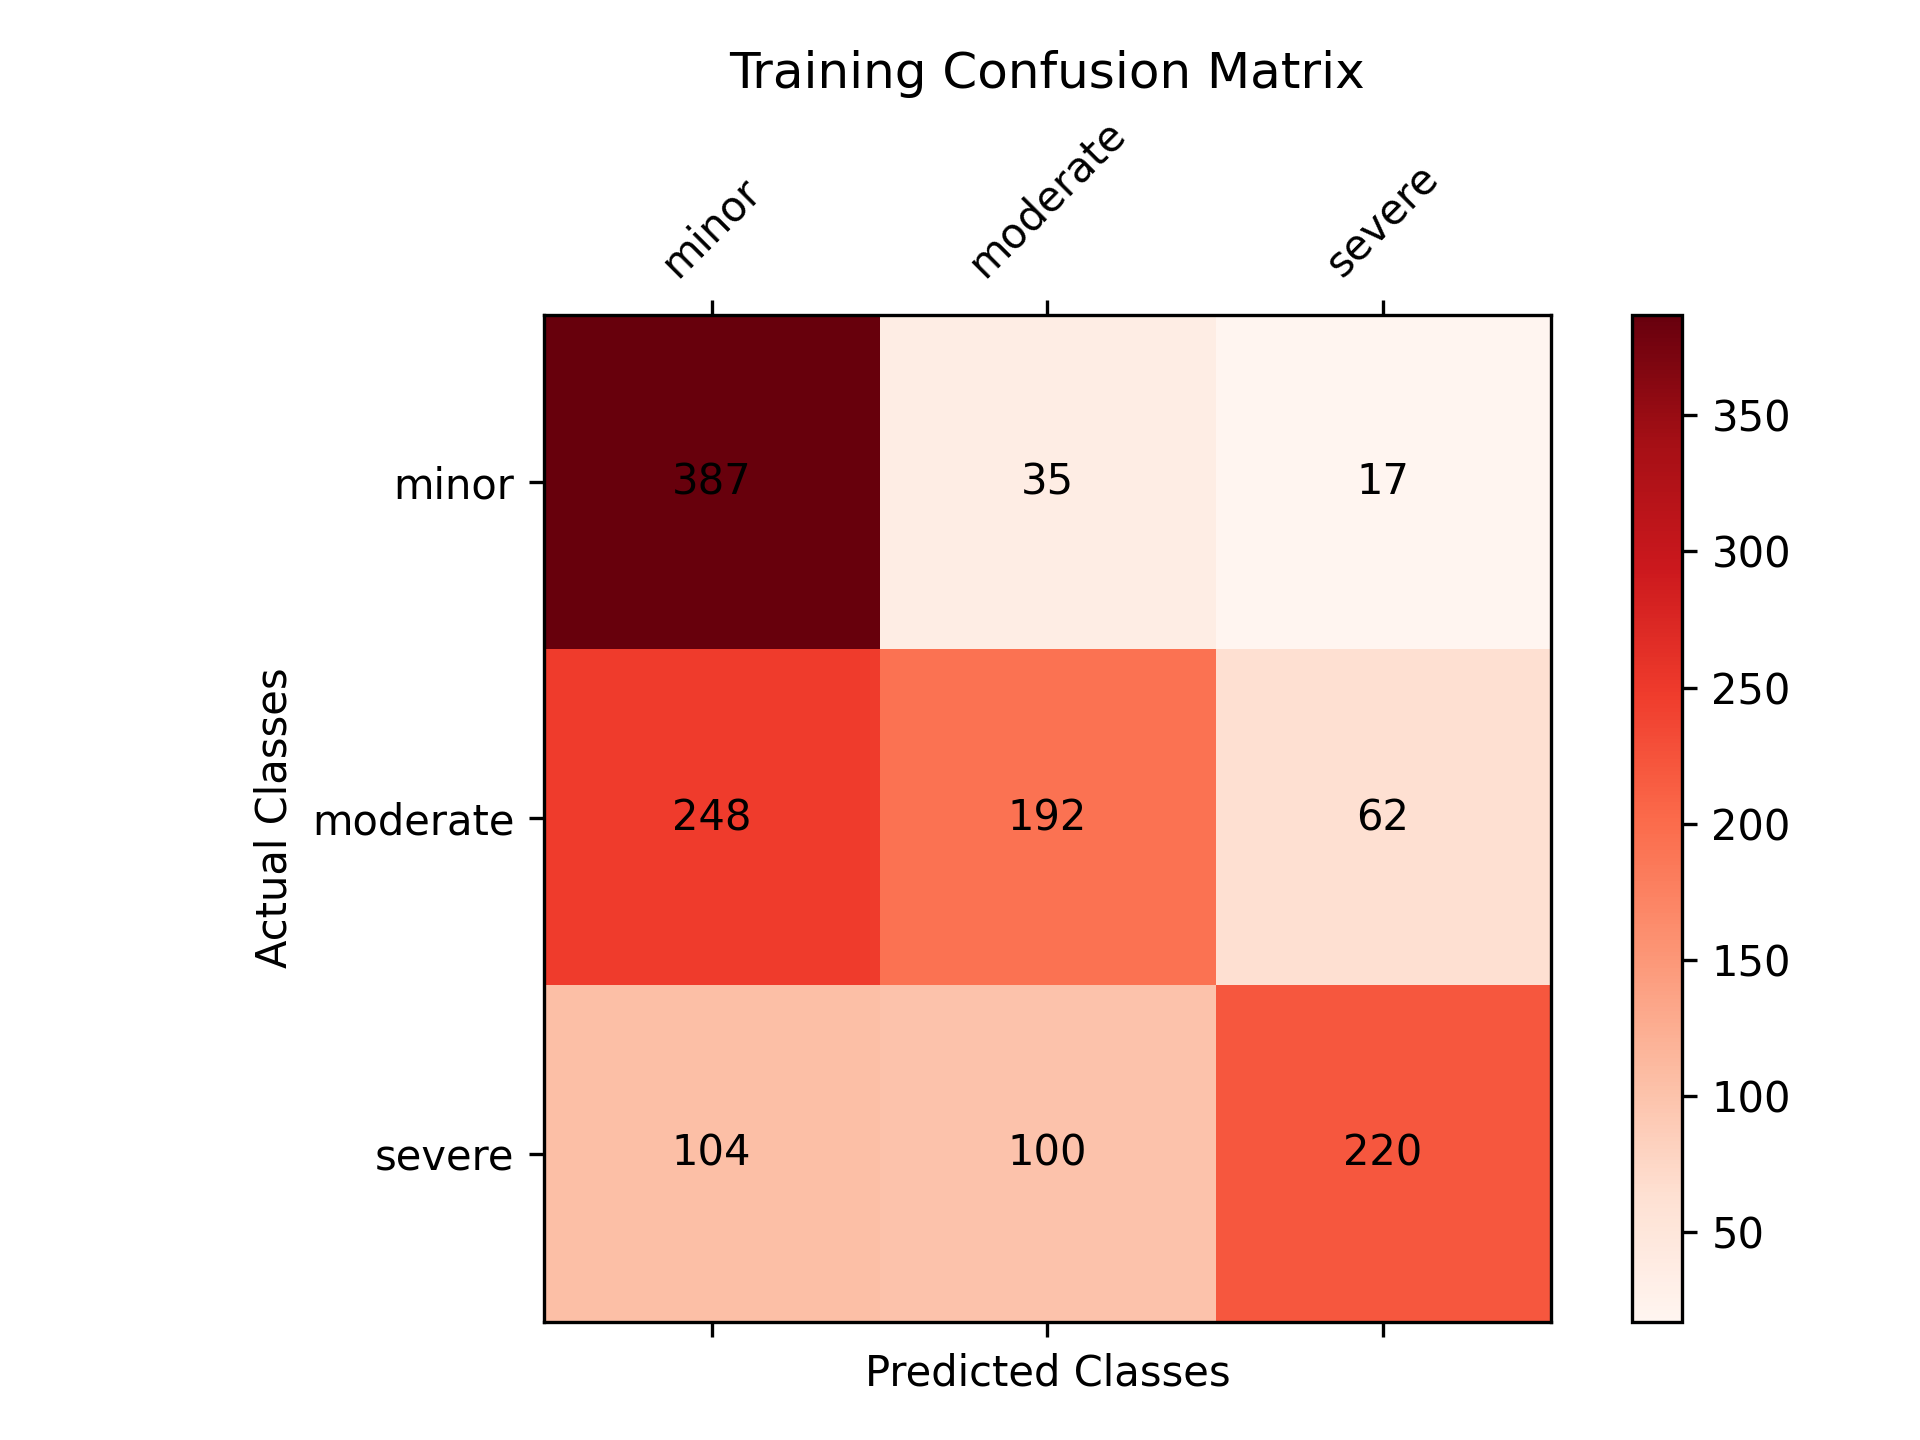 Training Confusion Matrix
minor moderate severe
minor 387 35 17
moderate 248 192 62
severe 104 100 220
Actual Classes
Predicted Classes
350
300
250
200
150
100
50